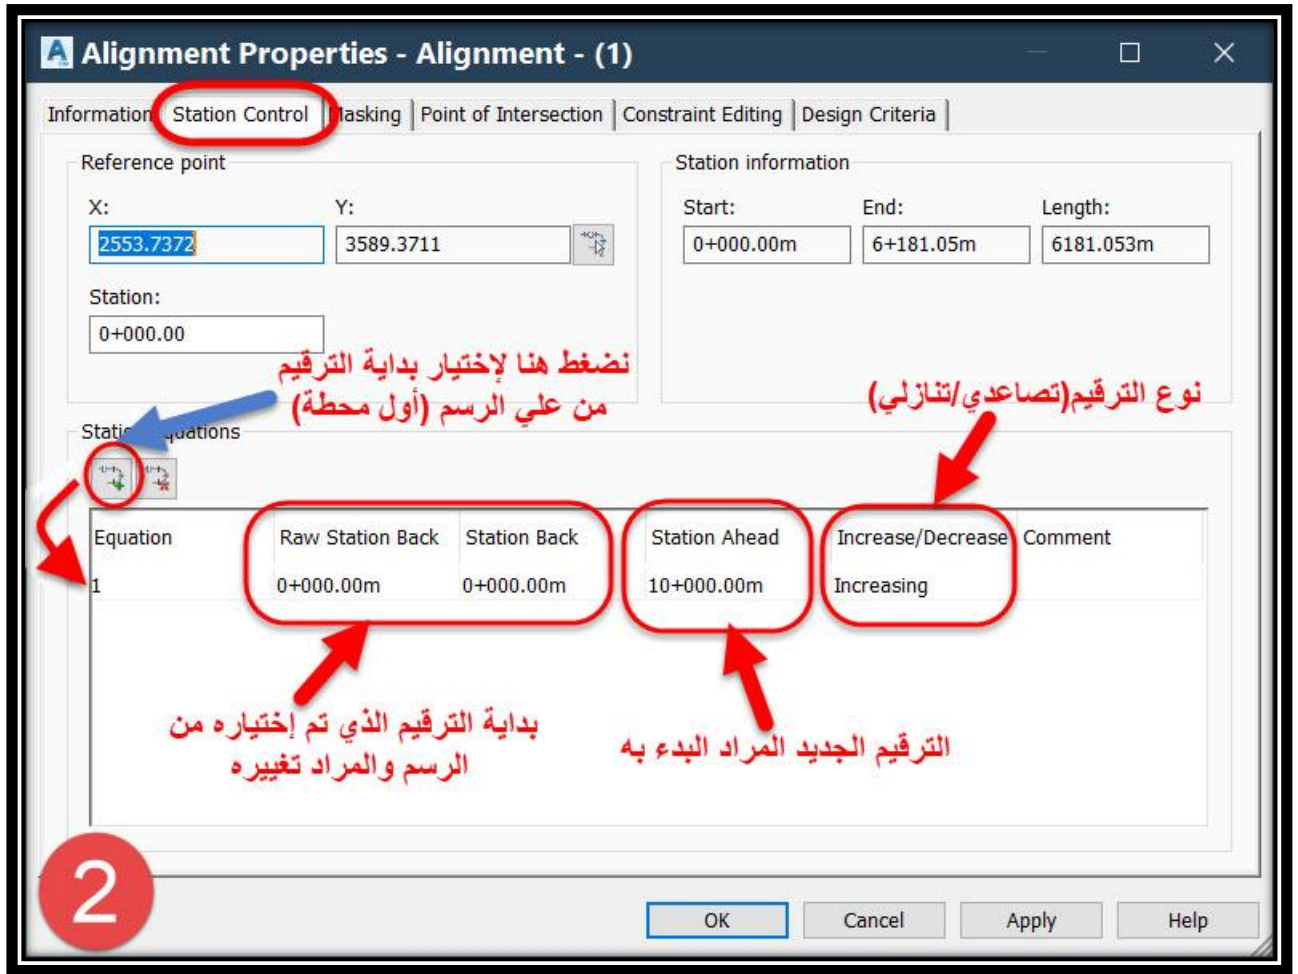 Alignment Properties - Alignment - (1)
Information Station Control Masking Point of Intersection Constraint Editing Design Criteria
Reference point
X: Y:
2553.7372 3589.3711
Station:
0+000.00
Station information
Start: End: Length:
0+000.00m 6+181.05m 6181.053m
نضغط هنا لإختيار بداية الترقيم
من علي الرسم (أول محطة)
نوع الترقيم(تصاعدي/تنازلي)
Station Equations
Equation Raw Station Back Station Back Station Ahead Increase/Decrease Comment
1 0+000.00m 0+000.00m 10+000.00m Increasing
بداية الترقيم الذي تم إختياره من
الرسم والمراد تغييره
الترقيم الجديد المراد البدء به
2
OK Cancel Apply Help